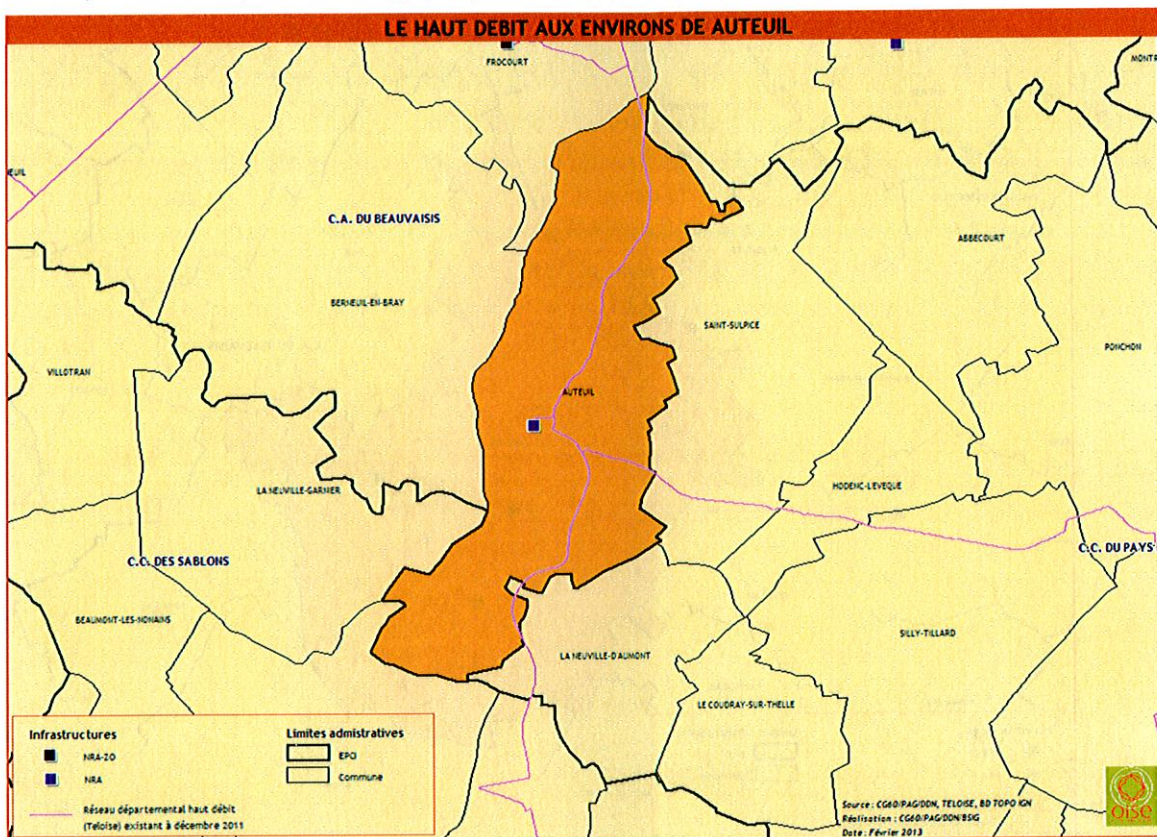 LE HAUT DEBIT AUX ENVIRONS DE AUTEUIL
FROCOURT
C.A. DU BEAUVAISIS
ABBECOURT
BERNEUIL-EN-BRAY
SAINT-SULPICE
PONCHON
VILLOTRAN
AUTEUIL
LA NEUVILLE-GARNIER
HODENC-L'EVEQUE
C.C. DES SABLONS
C.C. DU PAYS
BEAUMONT-LES-NONAINS
SILLY-TILLARD
LA NEUVILLE-D'AUMONT
LE COUDRAY-SUR-THELLE
Infrastructures
NRA-ZO
NRA
Réseau départemental haut débit
(Teloise) existant à décembre 2011
Limites admistratives
EPCI
Commune
Source : CG60/PAG/DDN, TELOISE, BD TOPO IGN
Réalisation : CG60/PAG/DDN/BSIG
Date : Février 2013
oise